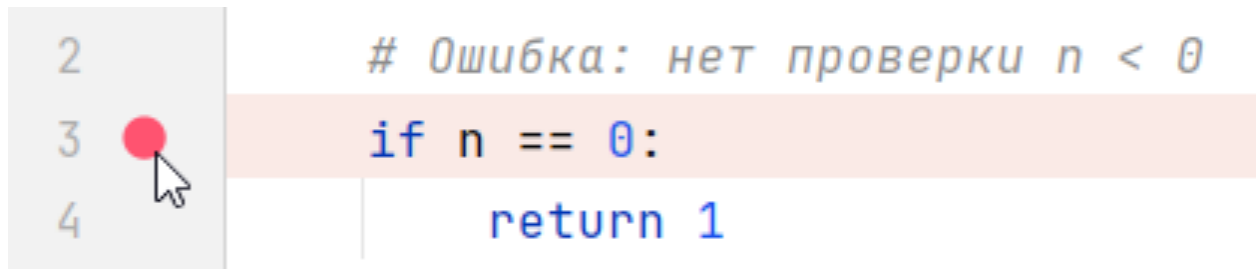 2 # Ошибка: нет проверки n < 0
3 if n == 0:
4 return 1